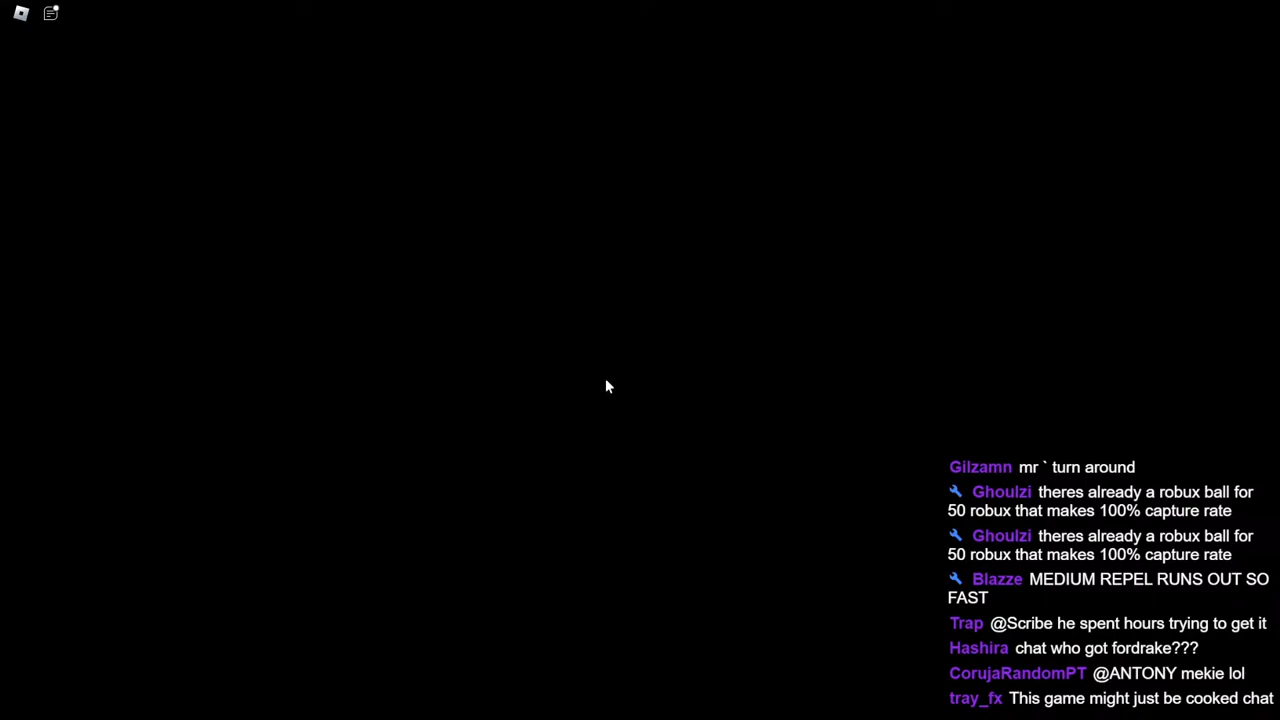 Gilzamn mr ` turn around
Ghoulzi theres already a robux ball for
50 robux that makes 100% capture rate
Ghoulzi theres already a robux ball for
50 robux that makes 100% capture rate
Blazze MEDIUM REPEL RUNS OUT SO
FAST
Trap @Scribe he spent hours trying to get it
Hashira chat who got fordrake???
CorujaRandomPT @ANTONY mekie lol
tray_fx This game might just be cooked chat